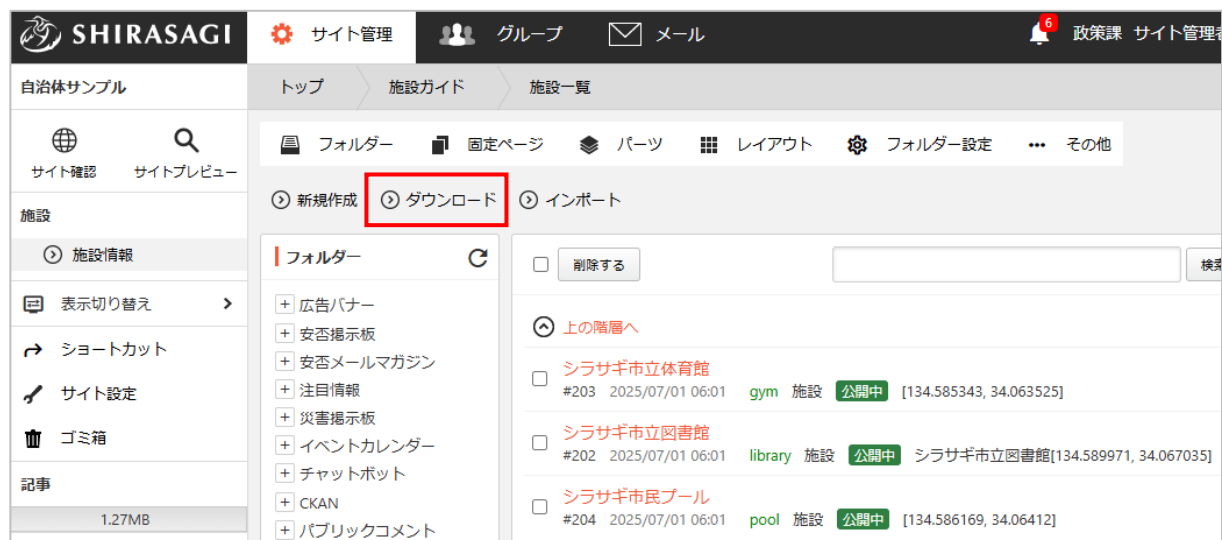 SHIRASAGI サイト管理 グループ メール 6 政策課 サイト管理者
自治体サンプル
トップ 施設ガイド 施設一覧
サイト確認 サイトプレビュー
フォルダー 固定ページ パーツ レイアウト フォルダー設定 ... その他
新規作成 ダウンロード インポート
施設
施設情報
表示切り替え
ショートカット
サイト設定
ゴミ箱
記事
1.27MB
フォルダー
+ 広告バナー
+ 安否掲示板
+ 安否メールマガジン
+ 注目情報
+ 災害掲示板
+ イベントカレンダー
+ チャットボット
+ CKAN
+ パブリックコメント
削除する
上の階層へ
シラサギ市立体育館
#203 2025/07/01 06:01 gym 施設 公開中 [134.585343, 34.063525]
シラサギ市立図書館
#202 2025/07/01 06:01 library 施設 公開中 シラサギ市立図書館[134.589971, 34.067035]
シラサギ市民プール
#204 2025/07/01 06:01 pool 施設 公開中 [134.586169, 34.06412]